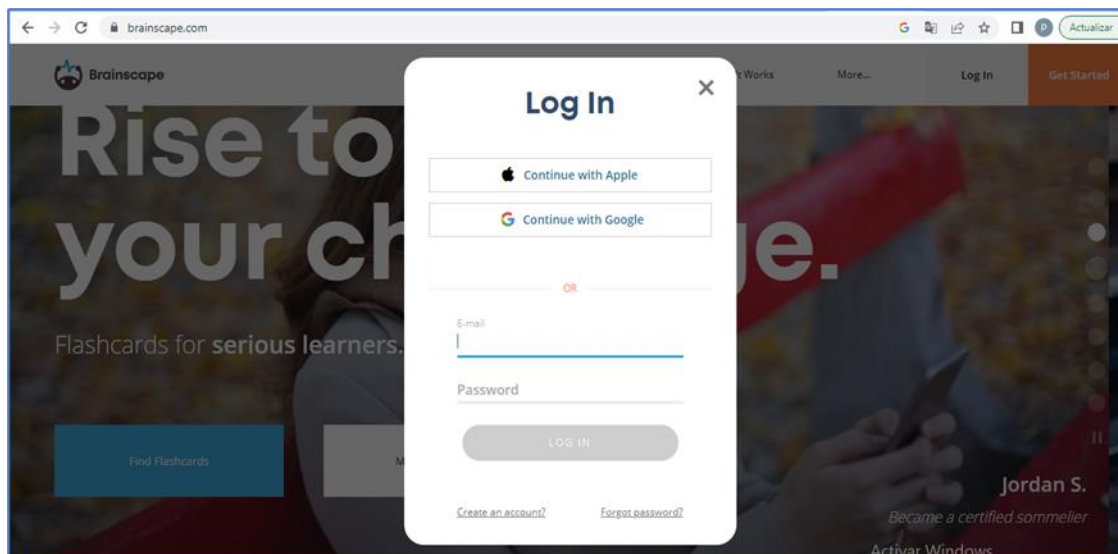 brainscape.com
P
Actualizar
Brainscape
Works
More...
Log In
Get Started
Log In
Continue with Apple
Continue with Google
OR
E-mail
Password
LOG IN
Create an account?
Forgot password?
Rise to
your ch
e.
Flashcards for serious learners.
Find Flashcards
M
Jordan S.
Became a certified sommelier
Activar Windows